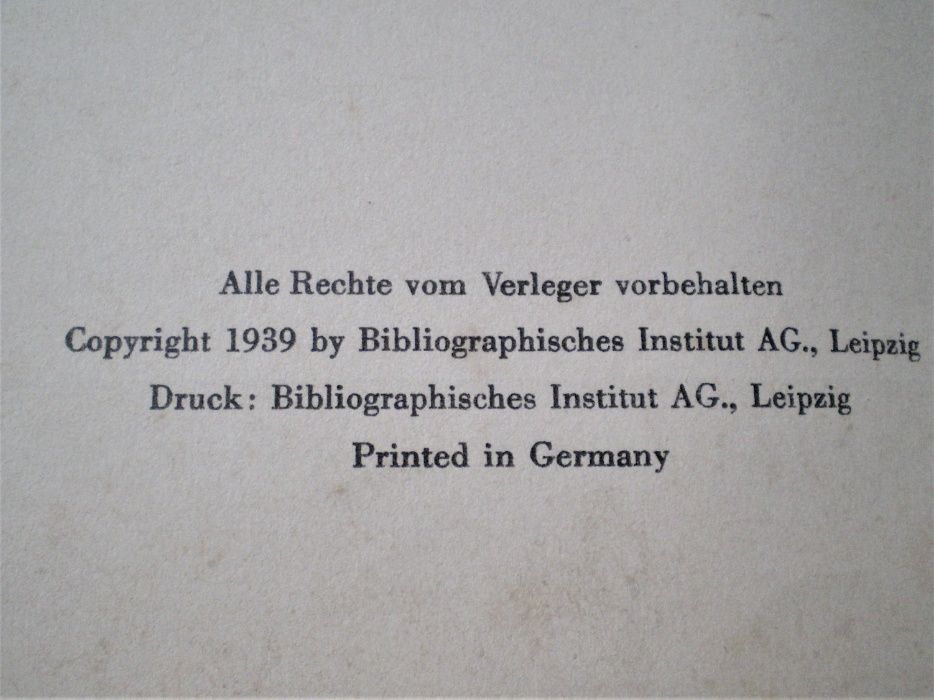 Alle Rechte vom Verleger vorbehalten
Copyright 1939 by Bibliographisches Institut AG., Leipzig
Druck: Bibliographisches Institut AG., Leipzig
Printed in Germany